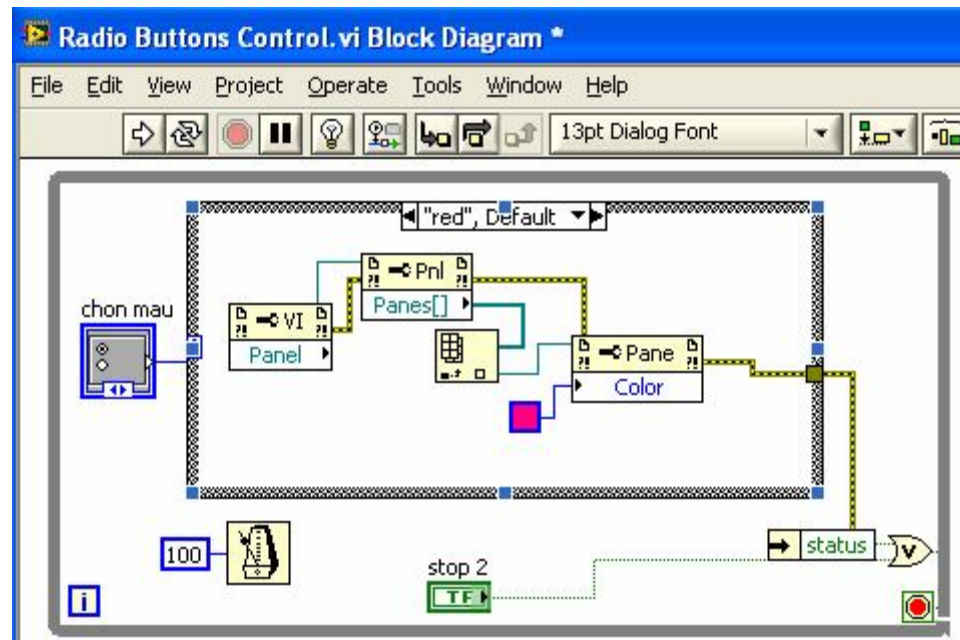 Radio Buttons Control.vi Block Diagram *
File Edit View Project Operate Tools Window Help
13pt Dialog Font
"red", Default
Pnl
Panes[]
chon mau
VI
Panel
Pane
Color
100
stop 2
TF
status
V
i